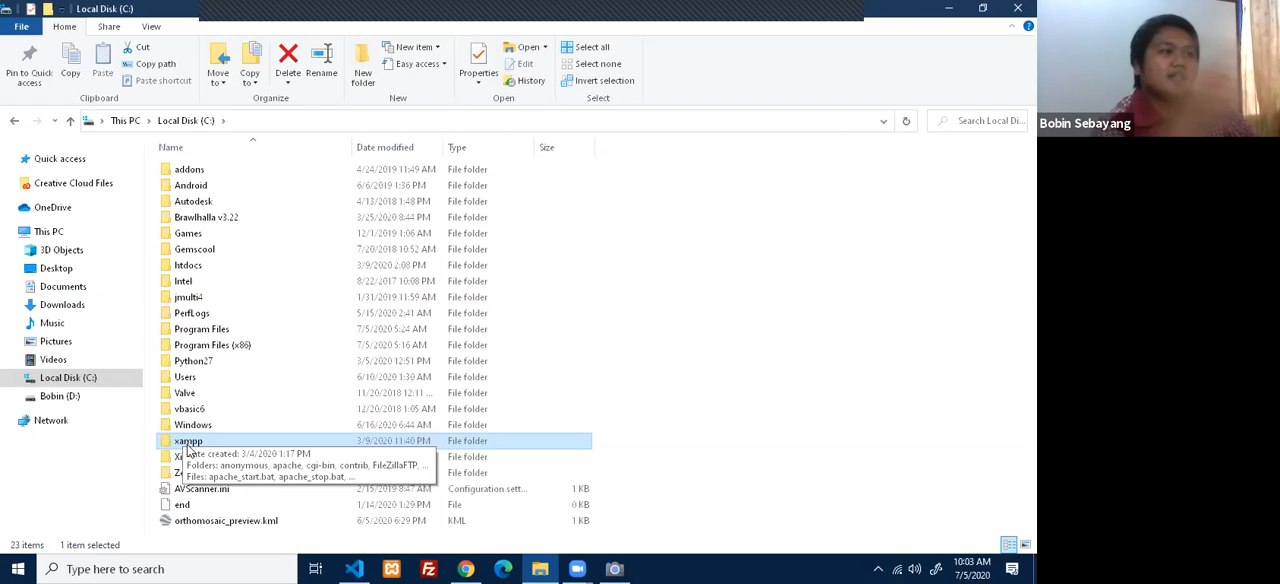 Local Disk (C:)
File Home Share View
Pin to Quick access
Copy
Paste
Cut
Copy path
Paste shortcut
Clipboard
Move to
Copy to
Delete
Rename
Organize
New folder
New item
Easy access
New
Properties
Open
Edit
History
Open
Select all
Select none
Invert selection
Select
This PC > Local Disk (C:) >
Search Local Di...
Quick access
Creative Cloud Files
OneDrive
This PC
3D Objects
Desktop
Documents
Downloads
Music
Pictures
Videos
Local Disk (C:)
Bobin (D:)
Network
Name Date modified Type Size
addons 4/24/2019 11:49 AM File folder
Android 6/6/2019 1:36 PM File folder
Autodesk 4/13/2018 1:48 PM File folder
Brawlhalla v3.22 3/25/2020 8:44 PM File folder
Games 12/1/2019 1:06 AM File folder
Gemscool 7/20/2018 10:52 AM File folder
htdocs 3/9/2020 2:08 PM File folder
Intel 8/22/2017 10:08 PM File folder
jmulti4 1/31/2019 11:59 AM File folder
PerfLogs 5/15/2020 2:41 AM File folder
Program Files 7/5/2020 5:24 AM File folder
Program Files (x86) 7/5/2020 5:16 AM File folder
Python27 3/5/2020 12:51 PM File folder
Users 6/10/2020 1:30 AM File folder
Valve 11/20/2018 12:11 ... File folder
vbasic6 12/20/2018 1:05 AM File folder
Windows 6/16/2020 6:44 AM File folder
xampp 3/9/2020 11:40 PM File folder
ate created: 3/4/2020 1:17 PM
Folders: anonymous, apache, cgi-bin, contrib, FileZillaFTP, ...
Files: apache_start.bat, apache_stop.bat, ...
File folder
File folder
AVScanner.ini 2/15/2019 8:47 AM Configuration sett... 1 KB
end 1/14/2020 1:29 PM File 0 KB
orthomosaic_preview.kml 6/5/2020 6:29 PM KML 1 KB
23 items 1 item selected
Type here to search
10:03 AM
7/5/2020
Bobin Sebayang